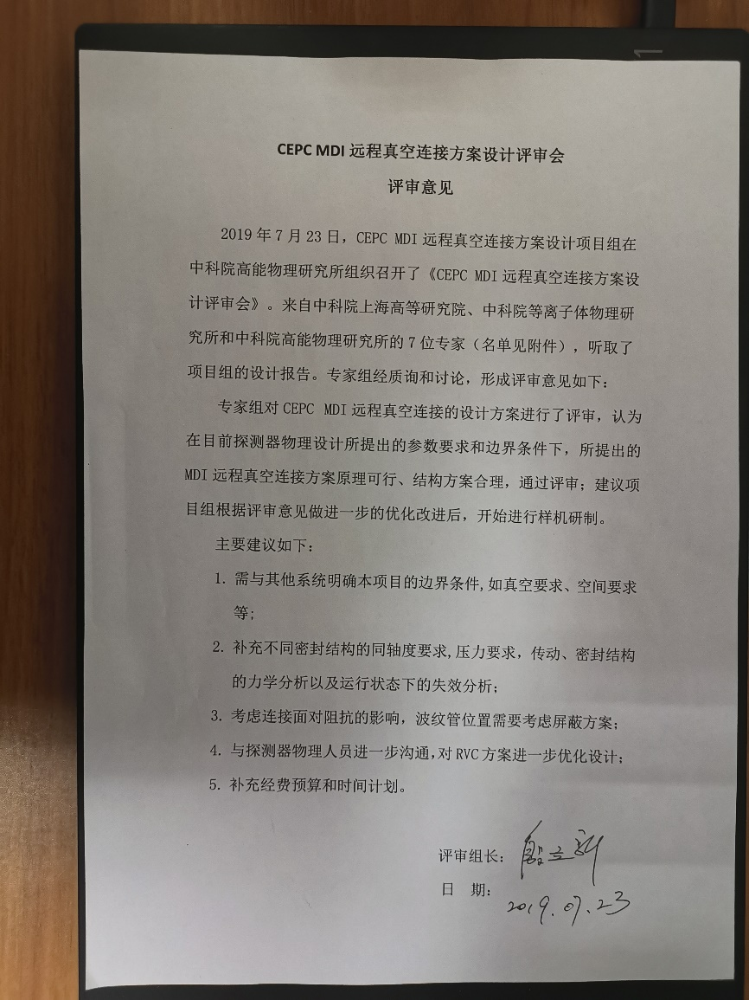 CEPC MDI 远程真空连接方案设计评审会
评审意见
2019 年 7 月 23 日，CEPC MDI 远程真空连接方案设计项目组在
中科院高能物理研究所组织召开了《CEPC MDI 远程真空连接方案设
计评审会》。来自中科院上海高等研究院、中科院等离子体物理研
究所和中科院高能物理研究所的 7 位专家（名单见附件），听取了
项目组的设计报告。专家组经质询和讨论，形成评审意见如下：
专家组对 CEPC MDI 远程真空连接的设计方案进行了评审，认为
在目前探测器物理设计所提出的参数要求和边界条件下，所提出的
MDI 远程真空连接方案原理可行、结构方案合理，通过评审；建议项
目组根据评审意见做进一步的优化改进后，开始进行样机研制。
主要建议如下：
1. 需与其他系统明确本项目的边界条件,如真空要求、空间要求
等；
2. 补充不同密封结构的同轴度要求,压力要求，传动、密封结构
的力学分析以及运行状态下的失效分析；
3. 考虑连接面对阻抗的影响，波纹管位置需要考虑屏蔽方案；
4. 与探测器物理人员进一步沟通,对 RVC 方案进一步优化设计；
5. 补充经费预算和时间计划。
评审组长：殷立新
日 期：
2019.07.23